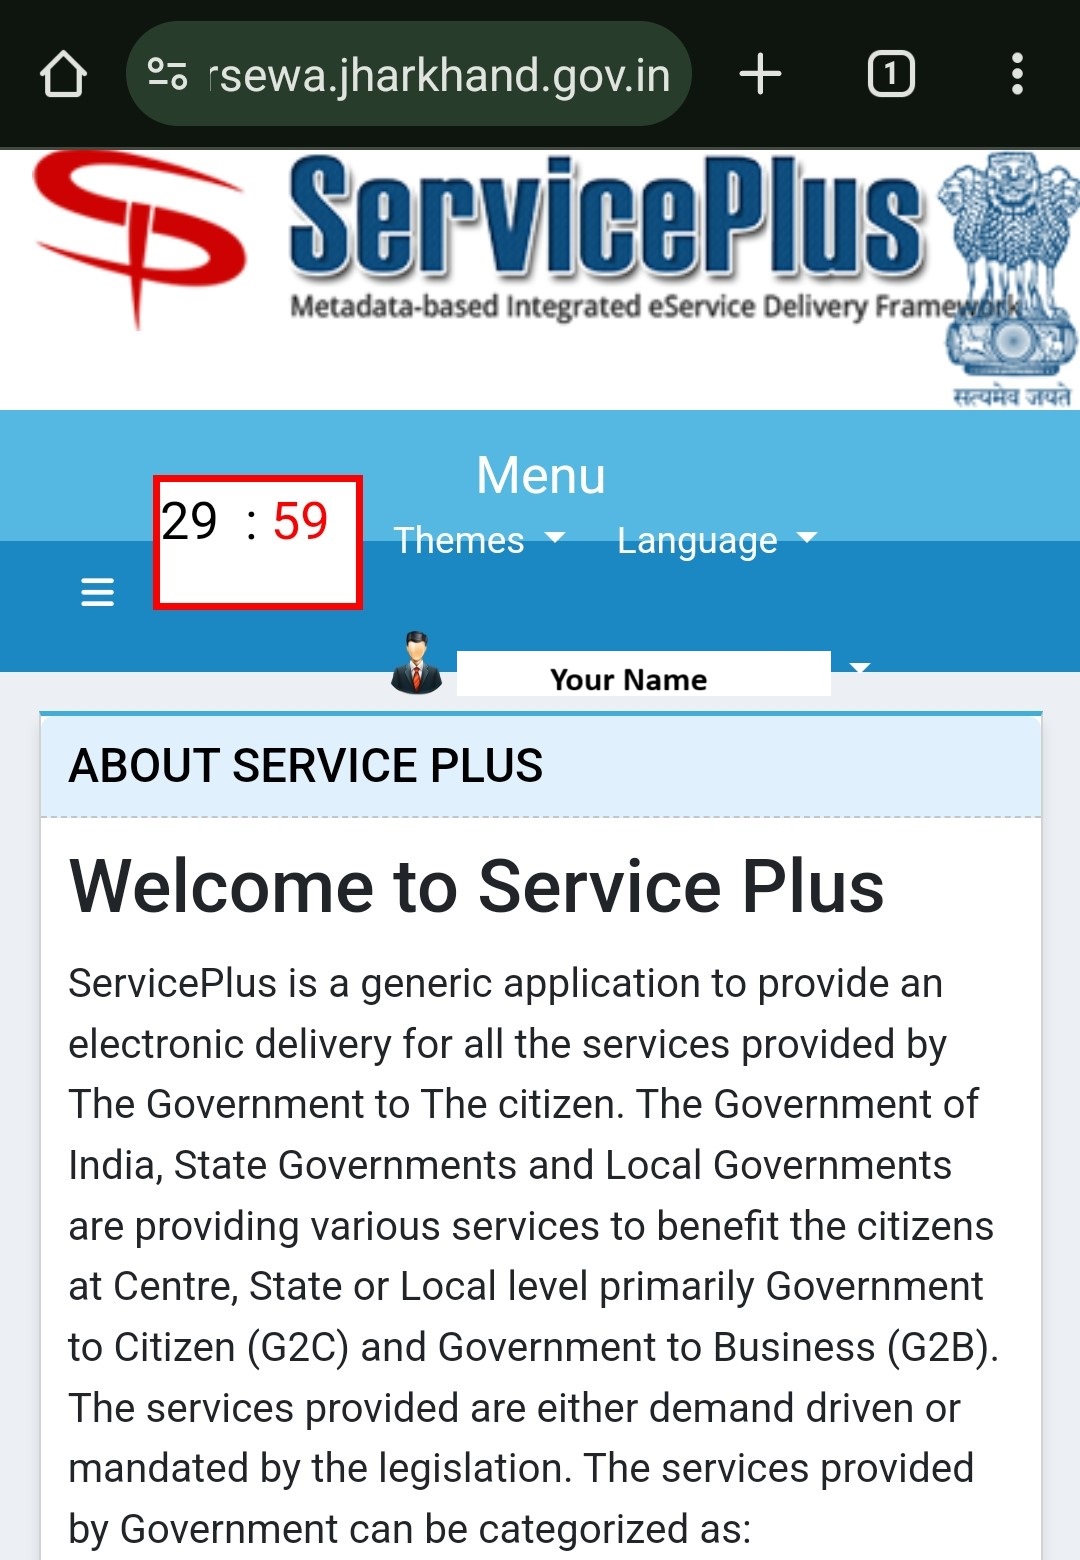 rsewa.jharkhand.gov.in
1
ServicePlus
Metadata-based Integrated eService Delivery Framework
सत्यमेव जयते
Menu
29 : 59
Themes Language
Your Name
ABOUT SERVICE PLUS
Welcome to Service Plus
ServicePlus is a generic application to provide an
electronic delivery for all the services provided by
The Government to The citizen. The Government of
India, State Governments and Local Governments
are providing various services to benefit the citizens
at Centre, State or Local level primarily Government
to Citizen (G2C) and Government to Business (G2B).
The services provided are either demand driven or
mandated by the legislation. The services provided
by Government can be categorized as: